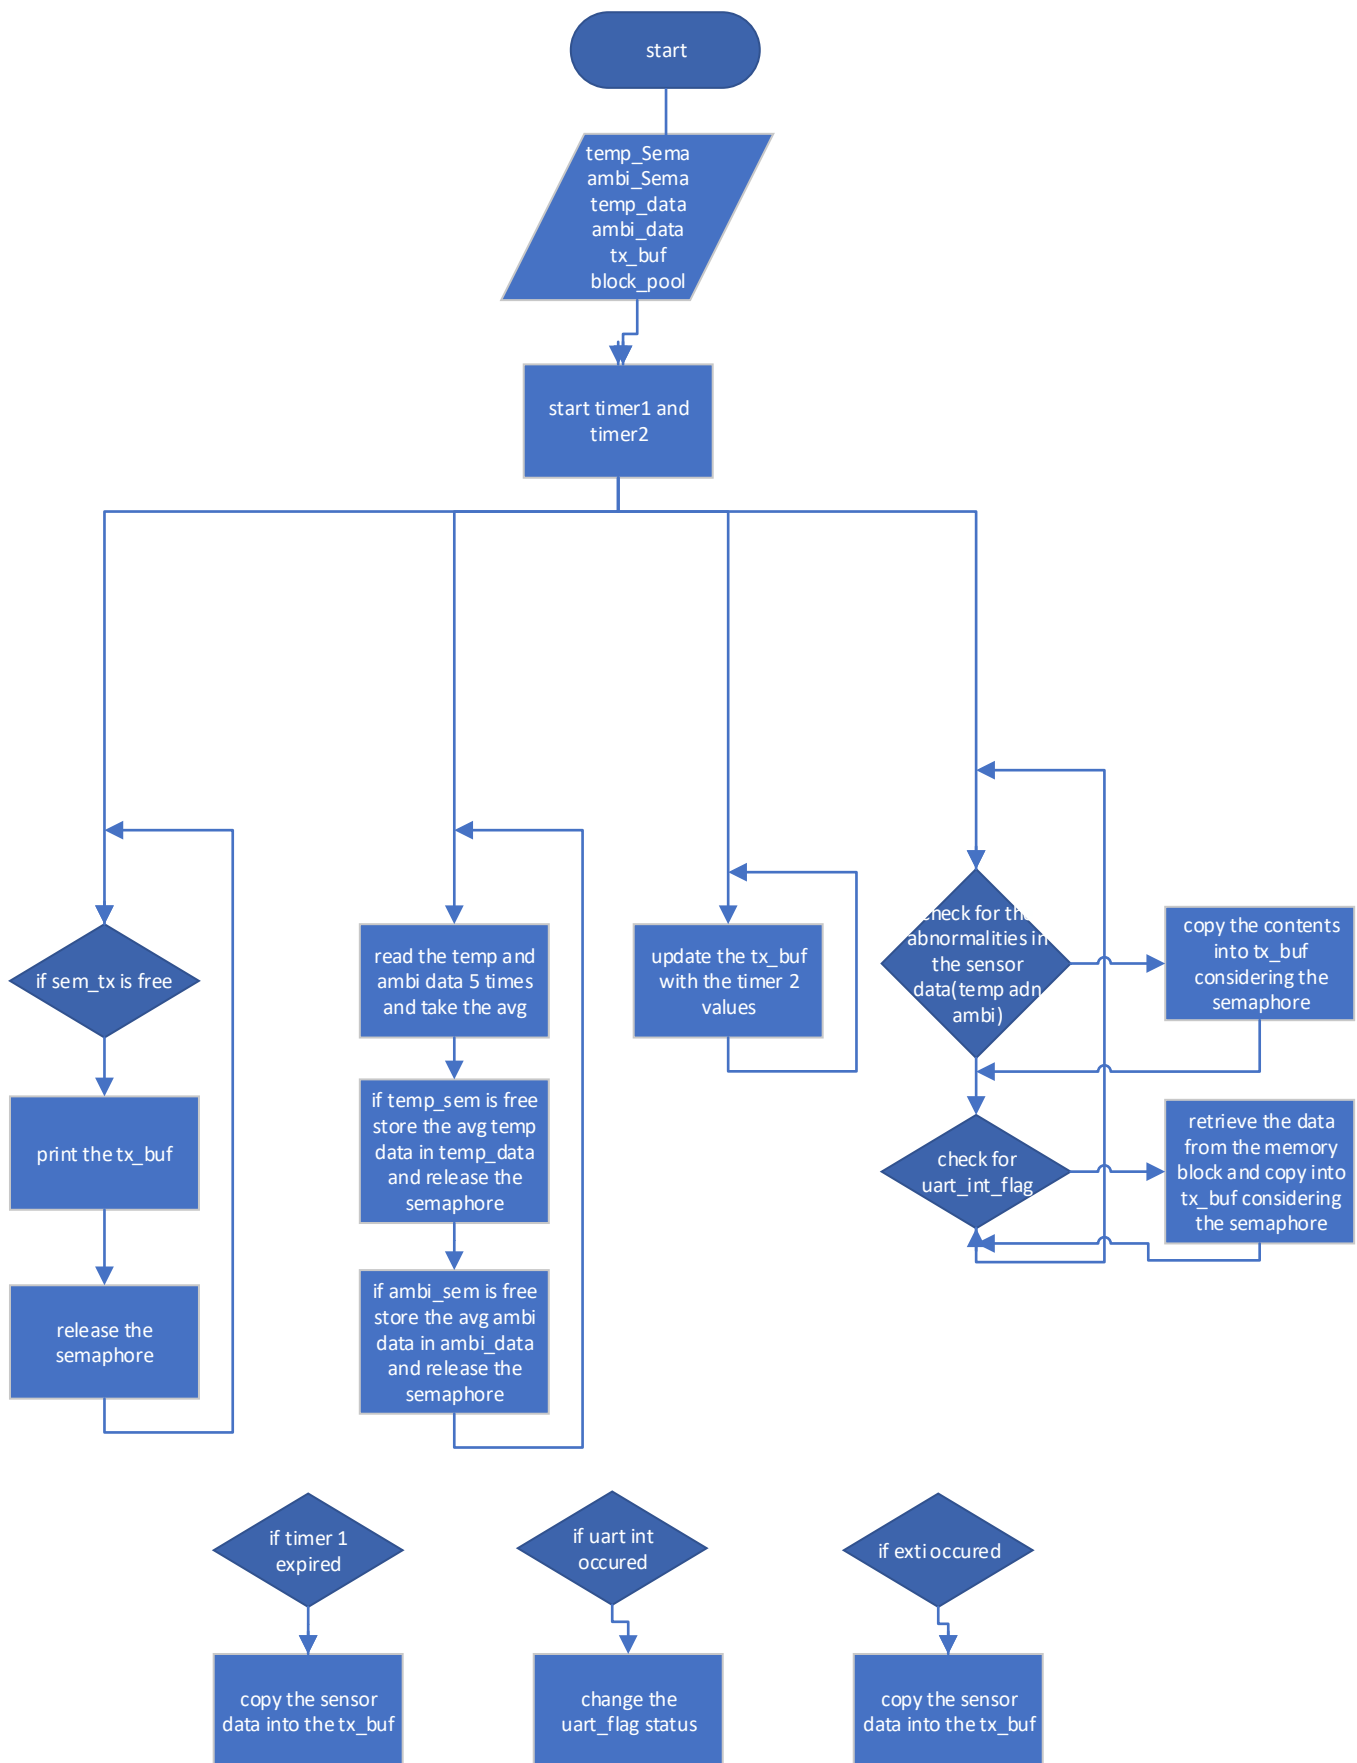 start
temp_Sema
ambi_Sema
temp_data
ambi_data
tx_buf
block_pool
start timer1 and
timer2
if sem_tx is free
print the tx_buf
release the
semaphore
read the temp and
ambi data 5 times
and take the avg
if temp_sem is free
store the avg temp
data in temp_data
and release the
semaphore
if ambi_sem is free
store the avg ambi
data in ambi_data
and release the
semaphore
update the tx_buf
with the timer 2
values
check for the
abnormalities in
the sensor
data(temp adn
ambi)
copy the contents
into tx_buf
considering the
semaphore
check for
uart_int_flag
retrieve the data
from the memory
block and copy into
tx_buf considering
the semaphore
if timer 1
expired
copy the sensor
data into the tx_buf
if uart int
occured
change the
uart_flag status
if exti occured
copy the sensor
data into the tx_buf